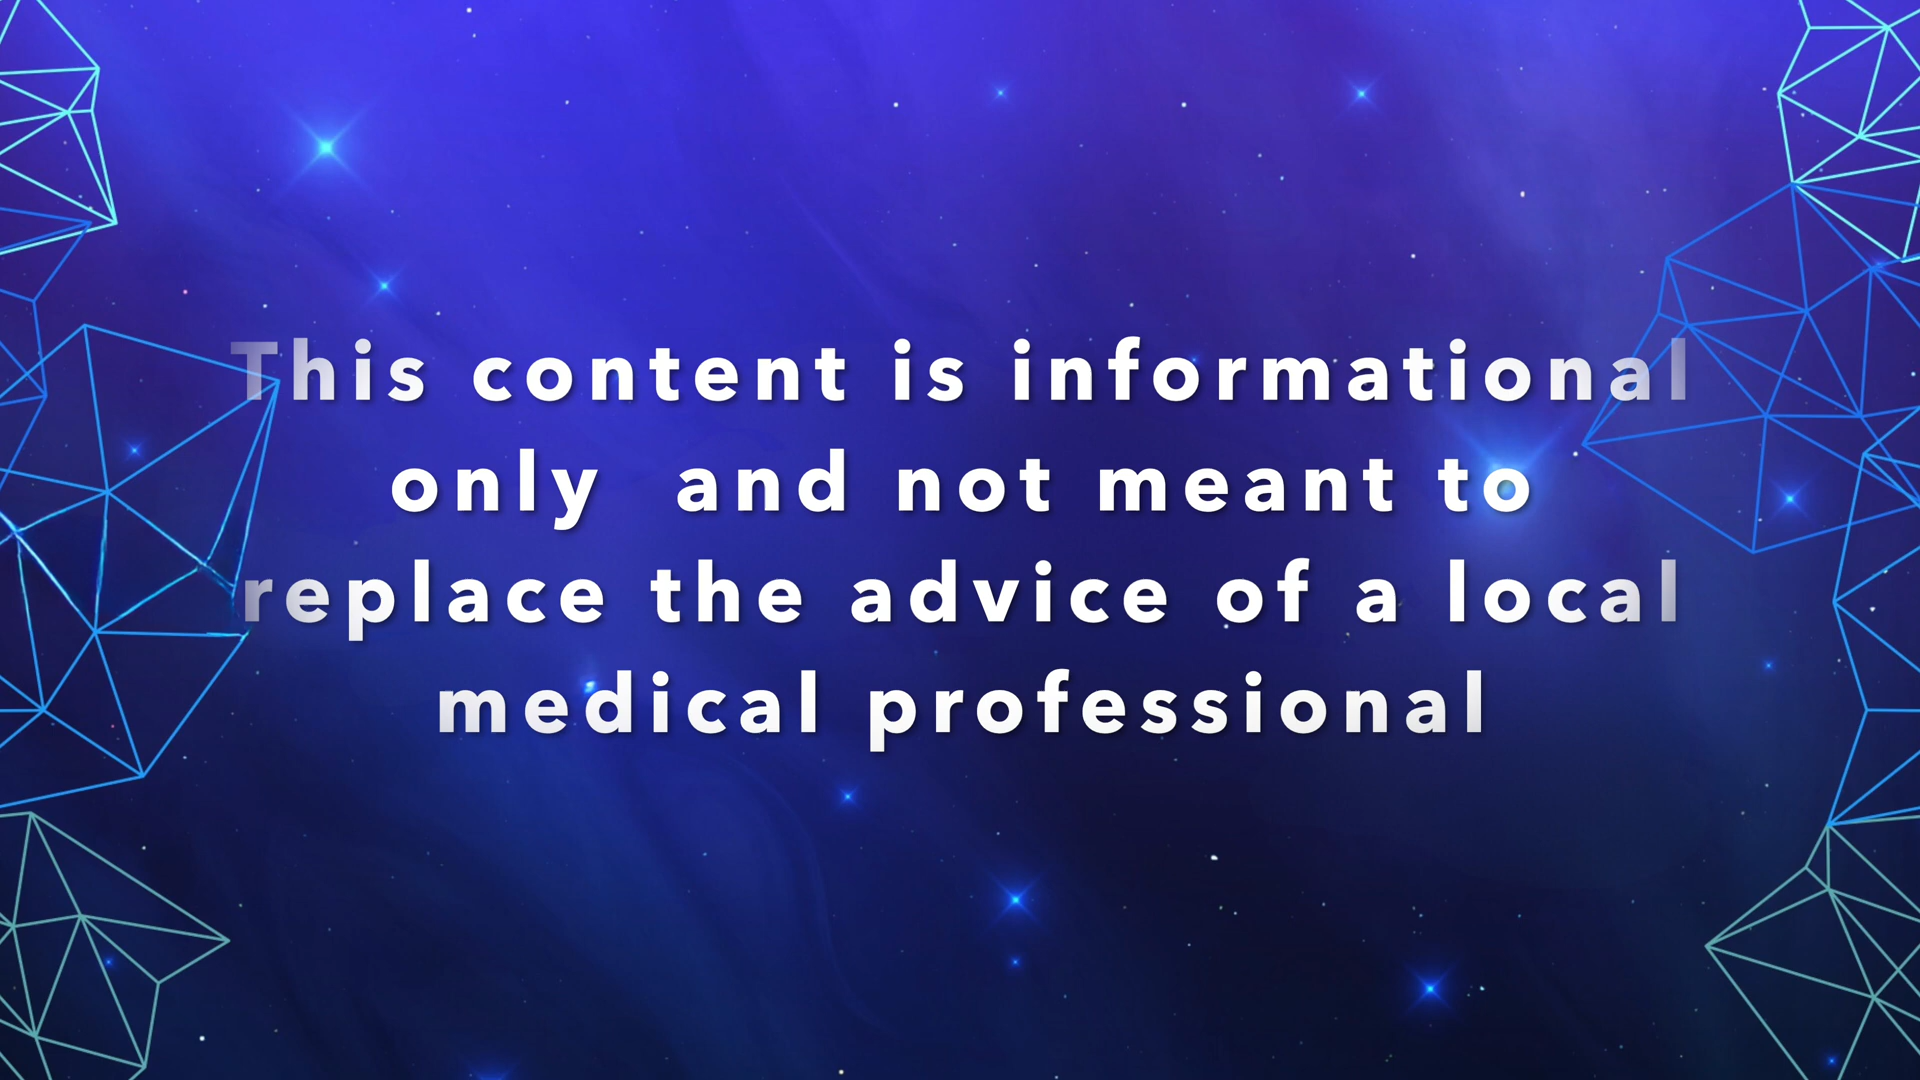 This content is informational
only  and not meant to
replace the advice of a local
medical professional